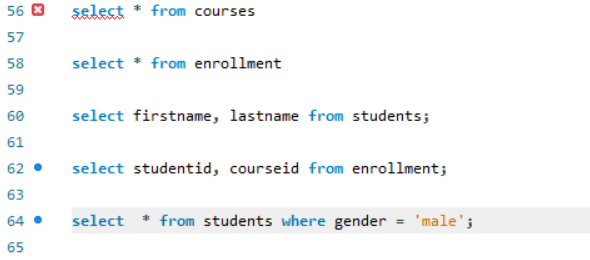 56 select * from courses
57
58 select * from enrollment
59
60 select firstname, lastname from students;
61
62 select studentid, courseid from enrollment;
63
64 select  * from students where gender = 'male';
65